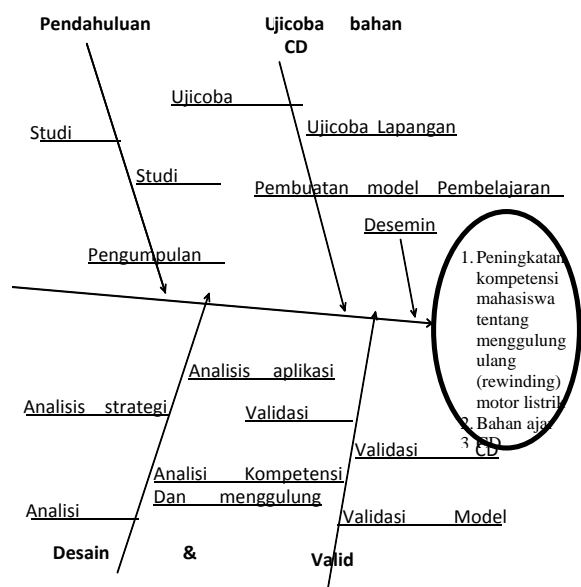 Pendahuluan
Ujicoba bahan
CD
Ujicoba
Ujicoba Lapangan
Studi
Studi
Pembuatan model Pembelajaran
Desemin
Pengumpulan
1. Peningkatan
kompetensi
mahasiswa
tentang
menggulung
ulang
(rewinding)
motor listrik
2. Bahan ajar
3. CD
Analisis aplikasi
Analisis strategi
Validasi
Validasi CD
Analisi Kompetensi
Dan menggulung
Analisi
Validasi Model
Desain &
Valid